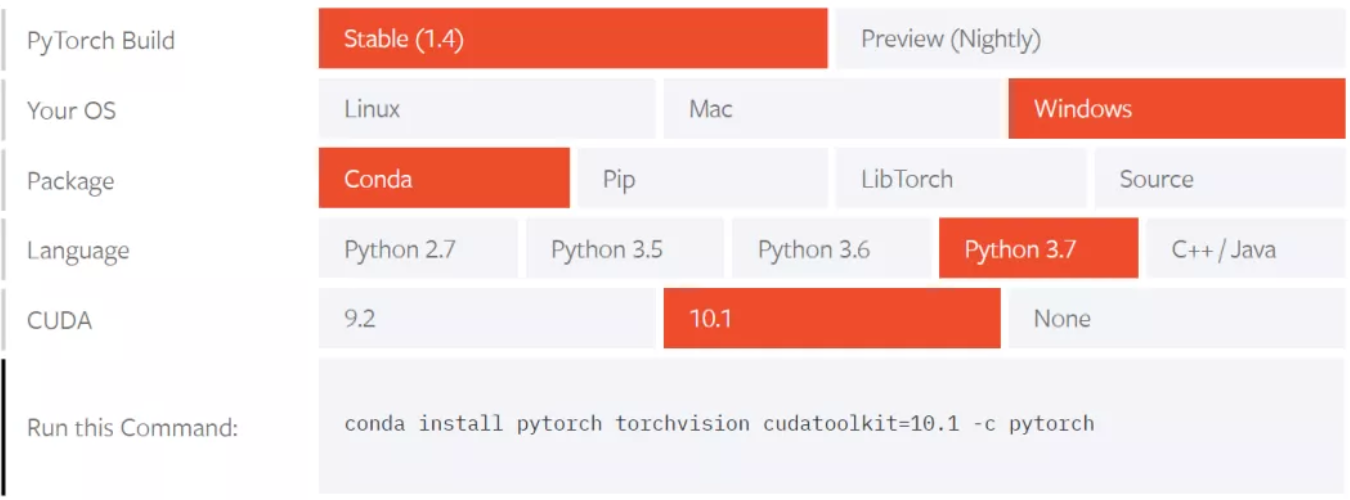 PyTorch Build Stable (1.4) Preview (Nightly)
Your OS Linux Mac Windows
Package Conda Pip LibTorch Source
Language Python 2.7 Python 3.5 Python 3.6 Python 3.7 C++ / Java
CUDA 9.2 10.1 None
Run this Command: conda install pytorch torchvision cudatoolkit=10.1 -c pytorch